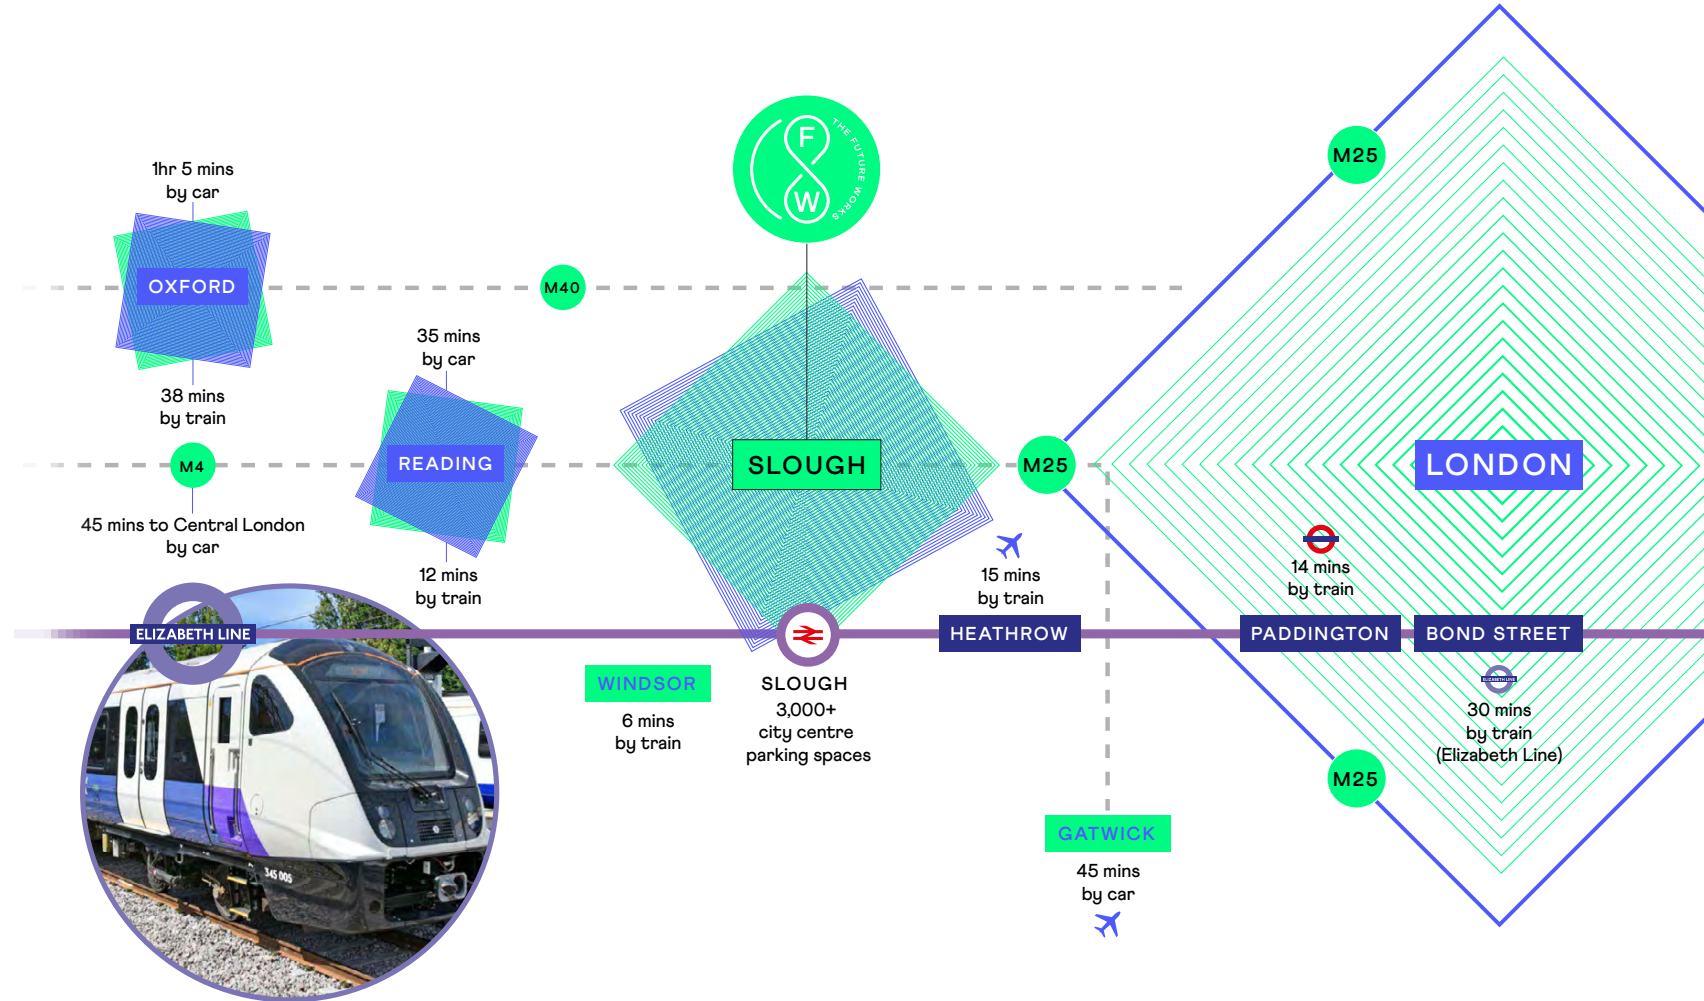 F
W
THE FUTURE WORKS
M25
1hr 5 mins
by car
OXFORD
M40
38 mins
by train
35 mins
by car
M4
READING
SLOUGH
M25
LONDON
45 mins to Central London
by car
12 mins
by train
15 mins
by train
14 mins
by train
ELIZABETH LINE
HEATHROW
PADDINGTON
BOND STREET
WINDSOR
6 mins
by train
SLOUGH
3,000+
city centre
parking spaces
ELIZABETH LINE
30 mins
by train
(Elizabeth Line)
M25
GATWICK
45 mins
by car
345 005